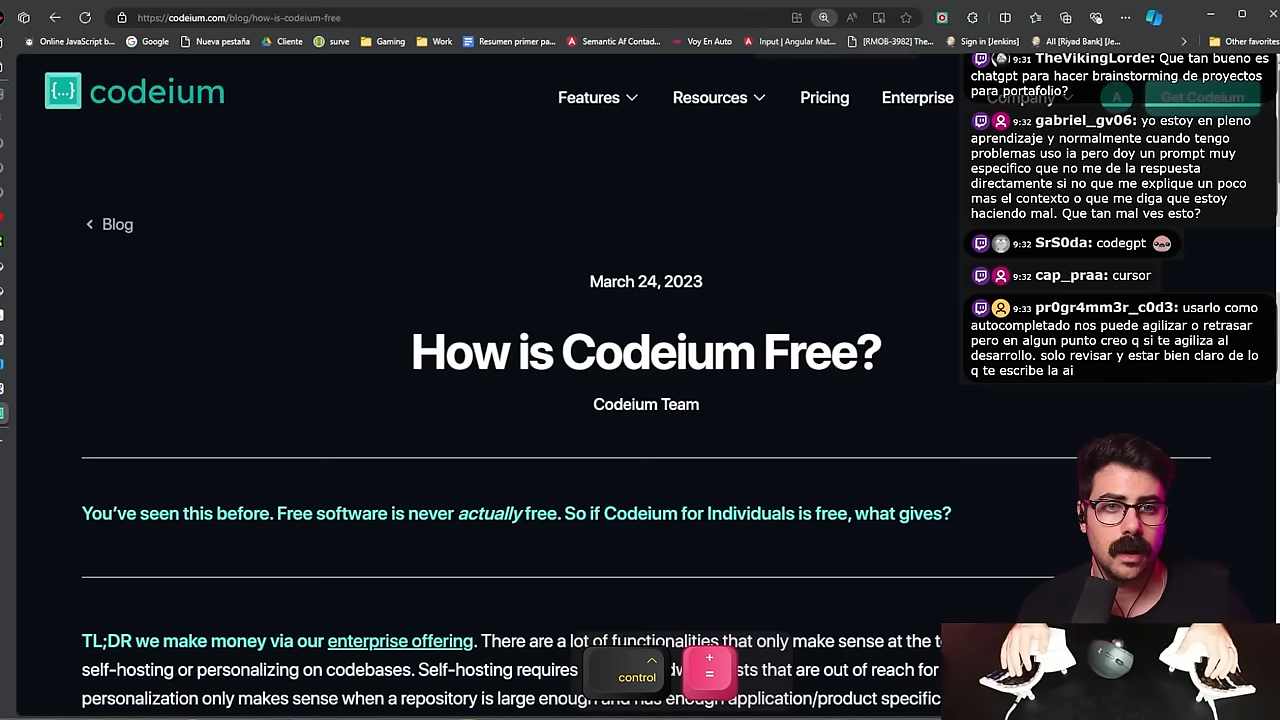 https://codeium.com/blog/how-is-codeium-free
Online JavaScript b...
Google
Nueva pestaña
Cliente
surve
Gaming
Work
Resumen primer pa...
Semantic Af Contad...
Voy En Auto
Input | Angular Mat...
[RMOB-3982] [The...
Sign in [Jenkins]
All [Riyad Bank] [Je...
Other favorites
{...} codeium
Features
Resources
Pricing
Enterprise
Company
A
Get Codeium
9:31 TheVikingLorde: Que tan bueno es
chatgpt para hacer brainstorming de proyectos
para portafolio?
9:32 gabriel_gv06: yo estoy en pleno
aprendizaje y normalmente cuando tengo
problemas uso ia pero doy un prompt muy
especifico que no me de la respuesta
directamente si no que me explique un poco
mas el contexto o que me diga que estoy
haciendo mal. Que tan mal ves esto?
9:32 SrS0da: codegpt
9:32 cap_praa: cursor
9:33 pr0gr4mm3r_c0d3: usarlo como
autocompletado nos puede agilizar o retrasar
pero en algun punto creo q si te agiliza al
desarrollo. solo revisar y estar bien claro de lo
q te escribe la ai
Blog
March 24, 2023
How is Codeium Free?
Codeium Team
You've seen this before. Free software is never actually free. So if Codeium for Individuals is free, what gives?
TL;DR we make money via our enterprise offering. There are a lot of functionalities that only make sense at the
self-hosting or personalizing on codebases. Self-hosting requires sts that are out of reach for
personalization only makes sense when a repository is large enough and has enough application/product specific
control
+
=